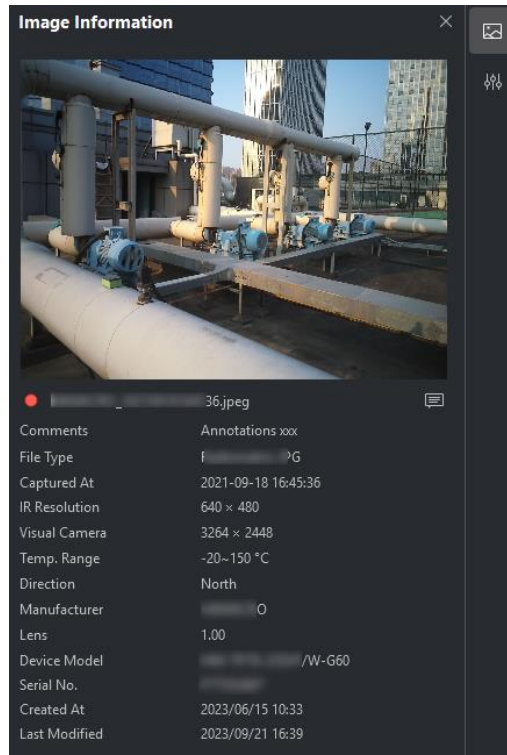 Image Information
_ 36.jpeg
Comments Annotations xxx
File Type PG
Captured At 2021-09-18 16:45:36
IR Resolution 640 × 480
Visual Camera 3264 × 2448
Temp. Range -20~150 °C
Direction North
Manufacturer O
Lens 1.00
Device Model /W-G60
Serial No.
Created At 2023/06/15 10:33
Last Modified 2023/09/21 16:39